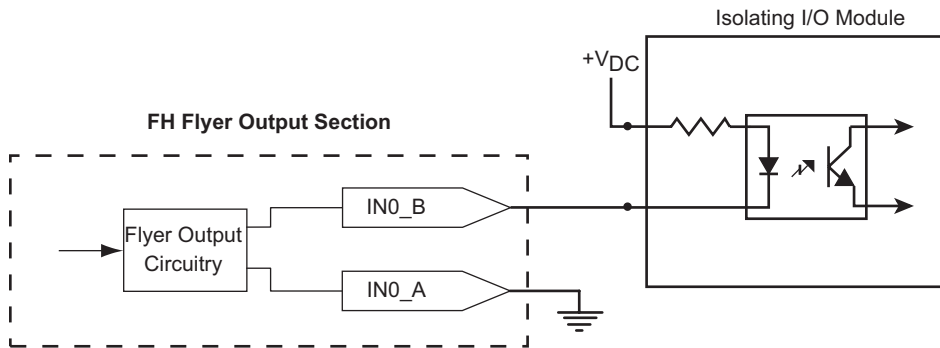 Isolating I/O Module
+VDC
FH Flyer Output Section
IN0_B
Flyer Output
Circuitry
IN0_A